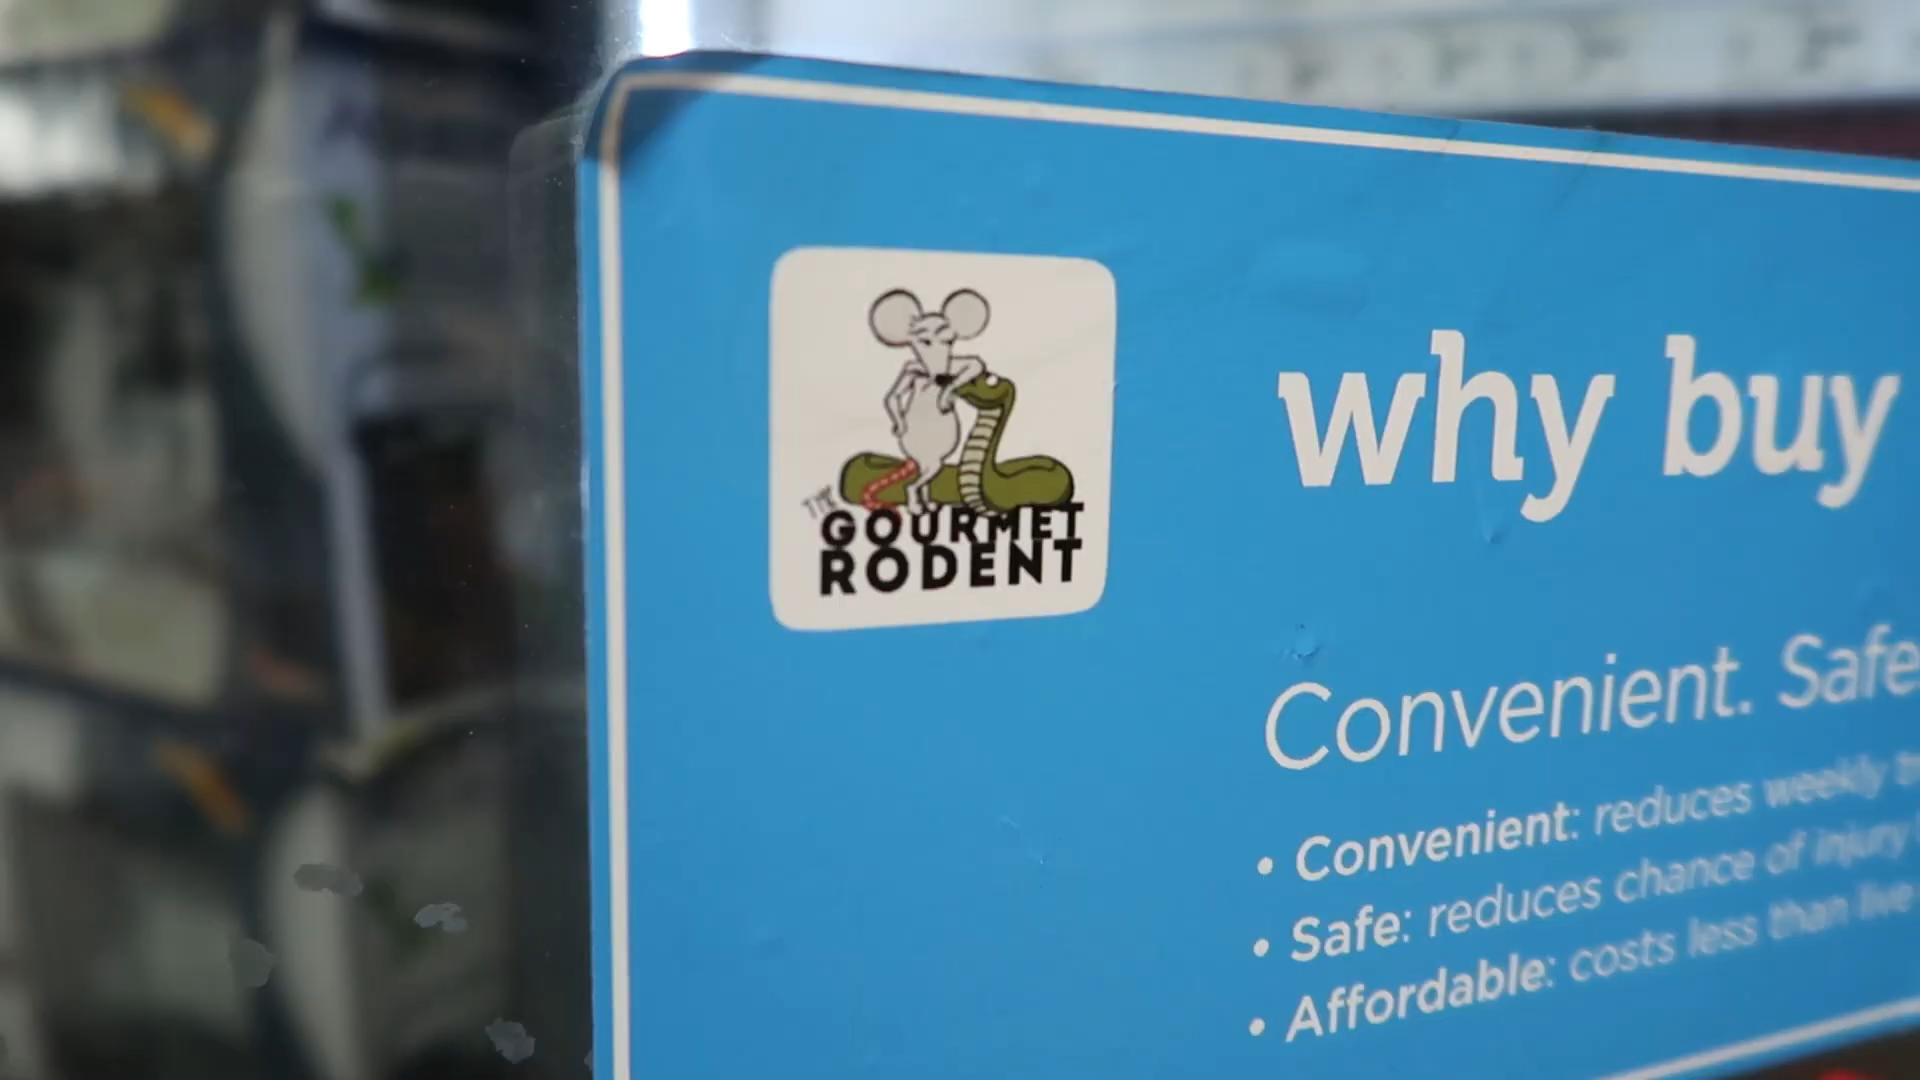 THE
GOURMET
RODENT
why buy
Convenient. Safe
• Convenient: reduces weekly
• Safe: reduces chance of injury
• Affordable: costs less than live